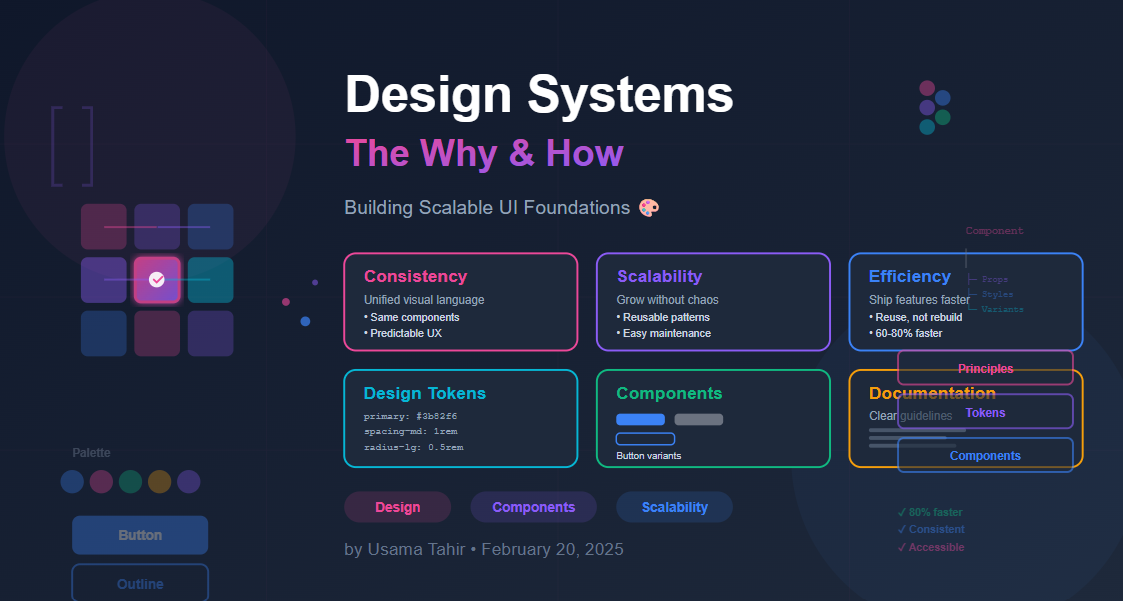 Design Systems
The Why & How
Building Scalable UI Foundations 🎨
Consistency
Unified visual language
• Same components
• Predictable UX
Scalability
Grow without chaos
• Reusable patterns
• Easy maintenance
Efficiency
Ship features faster
• Reuse, not rebuild
• 60-80% faster
Component
├─ Props
├─ Styles
└─ Variants
Design Tokens
primary: #3b82f6
spacing-md: 1rem
radius-lg: 0.5rem
Components
Button variants
Documentation
Clear guidelines
Principles
Tokens
Components
Palette
Button
Outline
Design
Components
Scalability
by Usama Tahir • February 20, 2025
✓ 80% faster
✓ Consistent
✓ Accessible